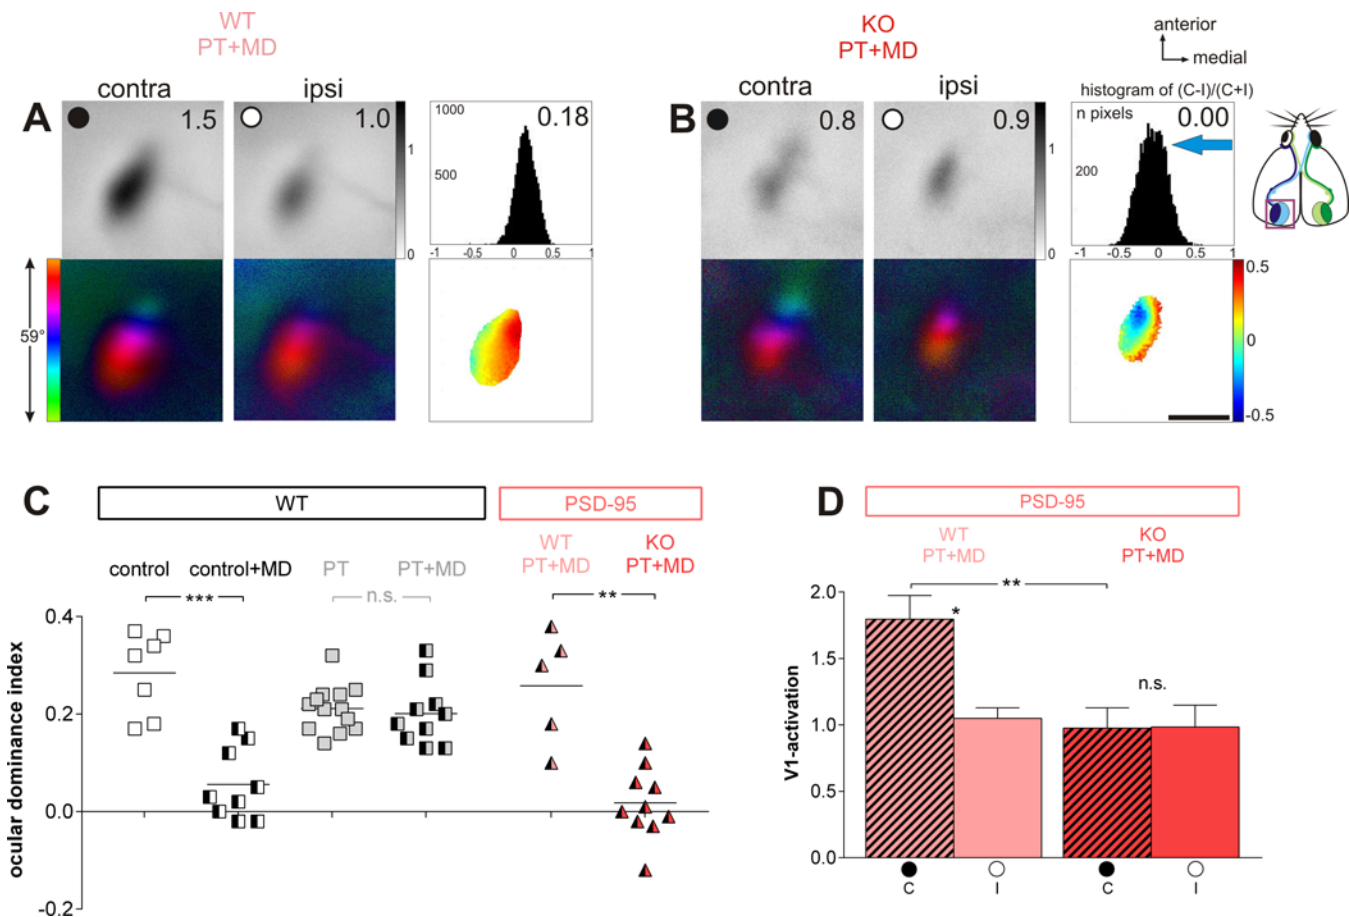 WT
PT+MD
KO
PT+MD
anterior
medial
A
contra
1.5
ipsi
1.0
1
0
1000
500
0.18
-1 -0.5 0 0.5 1
59°
B
contra
0.8
ipsi
0.9
1
0
histogram of (C-I)/(C+I)
n pixels
0.00
200
-1 -0.5 0 0.5 1
0.5
0
-0.5
C
WT
PSD-95
control
control+MD
PT
PT+MD
WT
PT+MD
KO
PT+MD
***
n.s.
**
ocular dominance index
0.4
0.2
0.0
-0.2
D
PSD-95
WT
PT+MD
KO
PT+MD
**
*
n.s.
V1-activation
2.0
1.5
1.0
0.5
0.0
C I C I